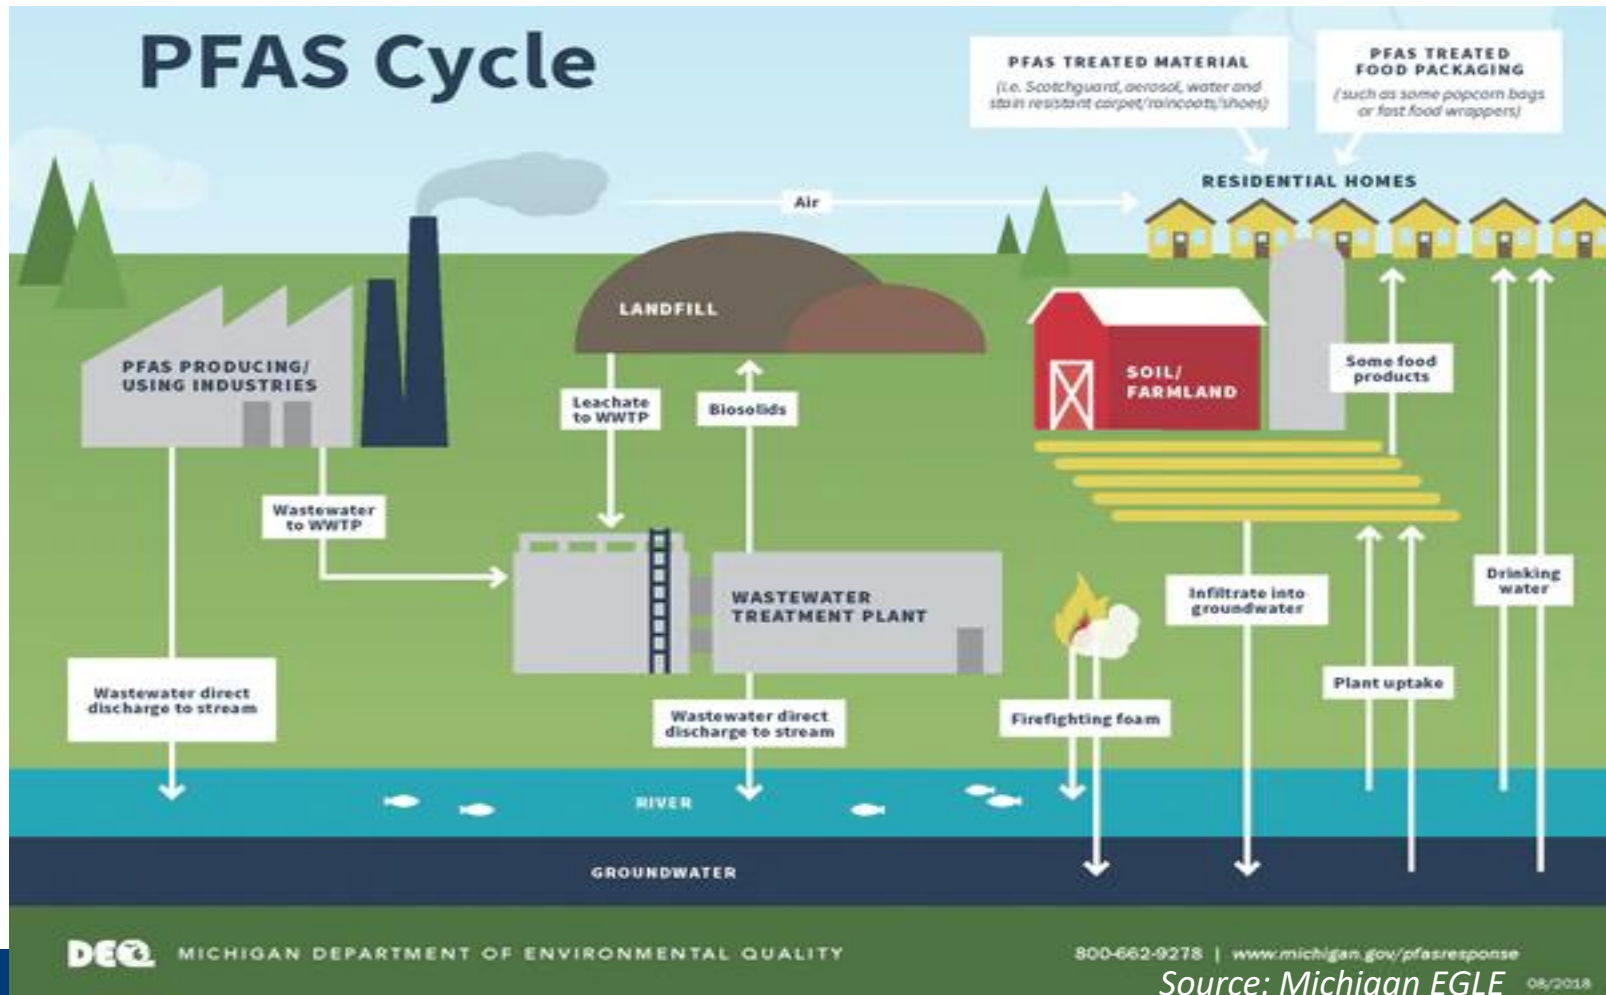 PFAS Cycle
PFAS TREATED MATERIAL
(i.e. Scotchguard, aerosol, water and
stain resistant carpet/raincoats/shoes)
PFAS TREATED
FOOD PACKAGING
(such as some popcorn bags
or fast food wrappers)
RESIDENTIAL HOMES
Air
LANDFILL
PFAS PRODUCING/
USING INDUSTRIES
SOIL/
FARMLAND
Some food
products
Leachate
to WWTP
Biosolids
Wastewater
to WWTP
WASTEWATER
TREATMENT PLANT
Infiltrate into
groundwater
Drinking
water
Plant uptake
Wastewater direct
discharge to stream
Wastewater direct
discharge to stream
Firefighting foam
RIVER
GROUNDWATER
DEQ MICHIGAN DEPARTMENT OF ENVIRONMENTAL QUALITY
800-662-9278 | www.michigan.gov/pfasresponse
Source: Michigan EGLE
08/2018